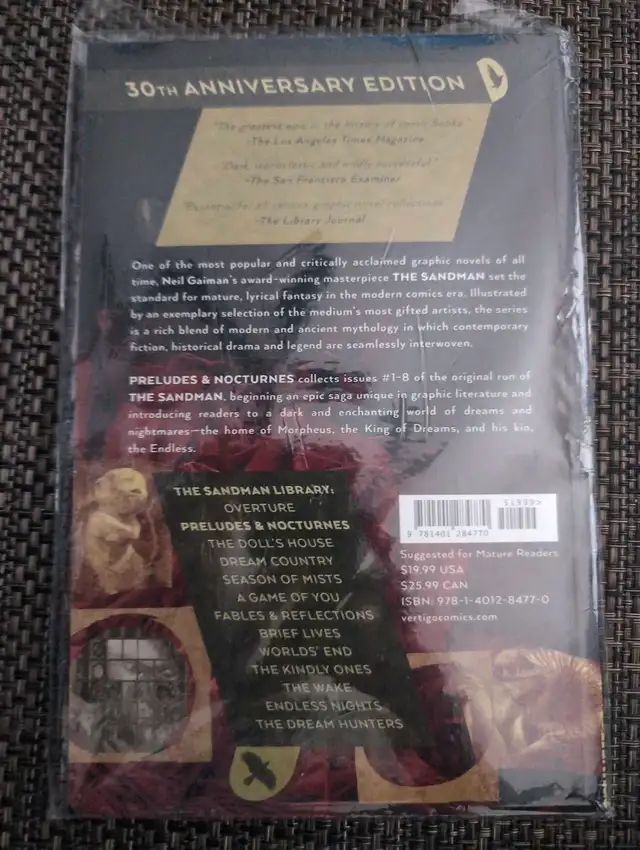 30TH ANNIVERSARY EDITION
"The greatest epic in the history of comic books."
-The Los Angeles Times Magazine
"Dark, iconoclastic and wildly successful."
-The San Francisco Examiner
of serious graphic novel collections
-The Library Journal
One of the most popular and critically acclaimed graphic novels of all
time, Neil Gaiman's award-winning masterpiece THE SANDMAN set the
standard for mature, lyrical fantasy in the modern comics era. Illustrated
by an exemplary selection of the medium's most gifted artists, the series
is a rich blend of modern and ancient mythology in which contemporary
fiction, historical drama and legend are seamlessly interwoven.
PRELUDES & NOCTURNES collects issues #1-8 of the original run of
THE SANDMAN, beginning an epic saga unique in graphic literature and
introducing readers to a dark and enchanting world of dreams and
nightmares—the home of Morpheus, the King of Dreams, and his kin,
the Endless.
THE SANDMAN LIBRARY:
OVERTURE
PRELUDES & NOCTURNES
THE DOLL'S HOUSE
DREAM COUNTRY
SEASON OF MISTS
A GAME OF YOU
FABLES & REFLECTIONS
BRIEF LIVES
WORLDS' END
THE KINDLY ONES
THE WAKE
ENDLESS NIGHTS
THE DREAM HUNTERS
51999>
9 781401 284770
Suggested for Mature Readers
$19.99 USA
$25.99 CAN
ISBN: 978-1-4012-8477-0
vertigocomics.com